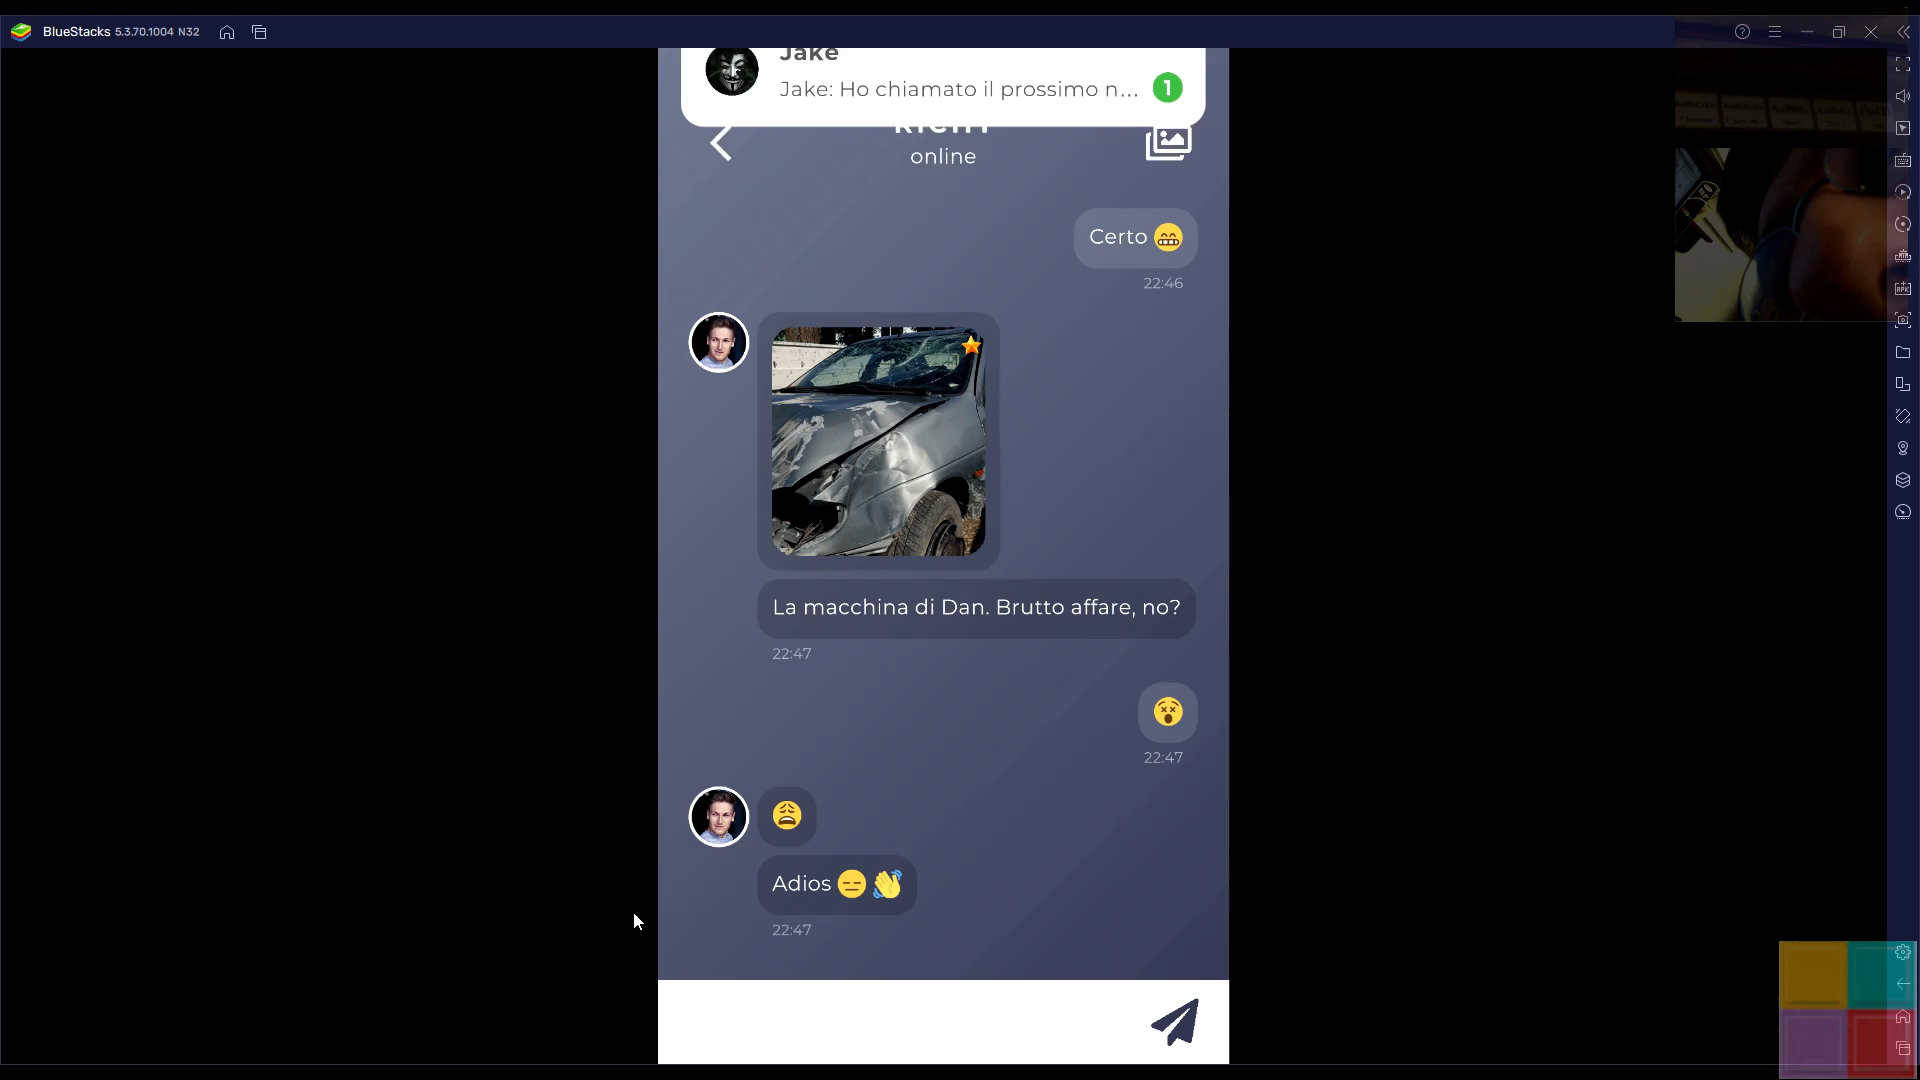 BlueStacks 5.3.70.1004 N32
Jake
Jake: Ho chiamato il prossimo n... 1
online
Certo 😁
22:46
La macchina di Dan. Brutto affare, no?
22:47
😵
22:47
😩
Adios 😑 👋
22:47